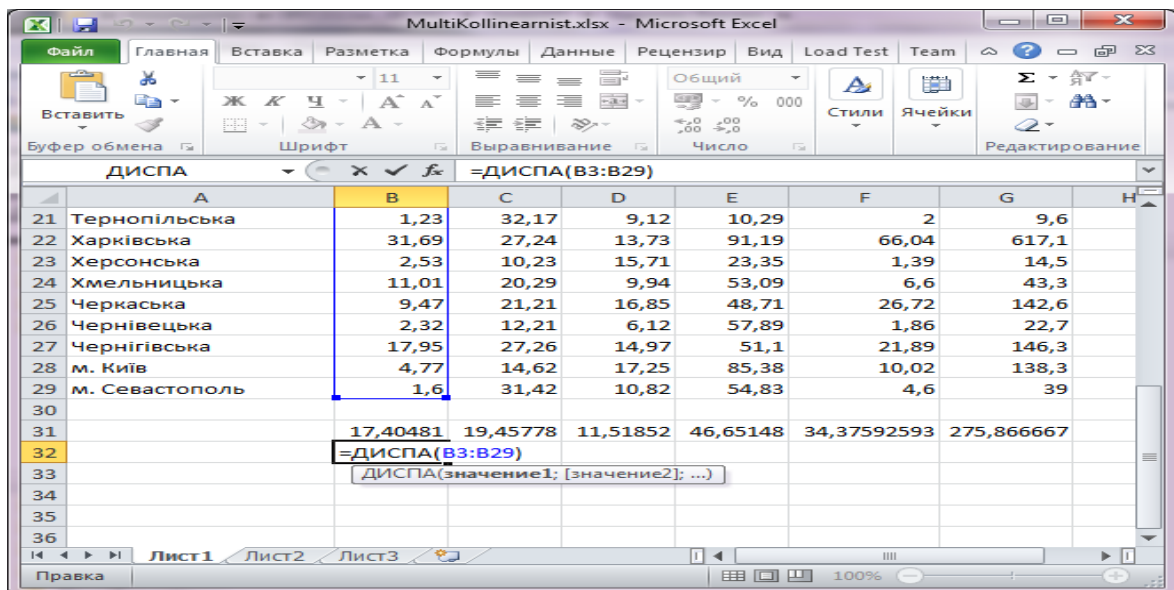 MultiKollinearnist.xlsx - Microsoft Excel
Файл Главная Вставка Разметка Формулы Данные Рецензир Вид Load Test Team
Вставить Ж К Ч 11 A A A Общий % 000 Стили Ячейки Σ
Буфер обмена Шрифт Выравнивание Число Редактирование
ДИСПА fx =ДИСПА(B3:B29)
A B C D E F G H
21 Тернопільська 1,23 32,17 9,12 10,29 2 9,6
22 Харківська 31,69 27,24 13,73 91,19 66,04 617,1
23 Херсонська 2,53 10,23 15,71 23,35 1,39 14,5
24 Хмельницька 11,01 20,29 9,94 53,09 6,6 43,3
25 Черкаська 9,47 21,21 16,85 48,71 26,72 142,6
26 Чернівецька 2,32 12,21 6,12 57,89 1,86 22,7
27 Чернігівська 17,95 27,26 14,97 51,1 21,89 146,3
28 м. Київ 4,77 14,62 17,25 85,38 10,02 138,3
29 м. Севастополь 1,6 31,42 10,82 54,83 4,6 39
30
31 17,40481 19,45778 11,51852 46,65148 34,37592593 275,866667
32 =ДИСПА(B3:B29)
33 ДИСПА(значение1; [значение2]; ...)
34
35
36
Лист1 Лист2 Лист3
Правка 100%